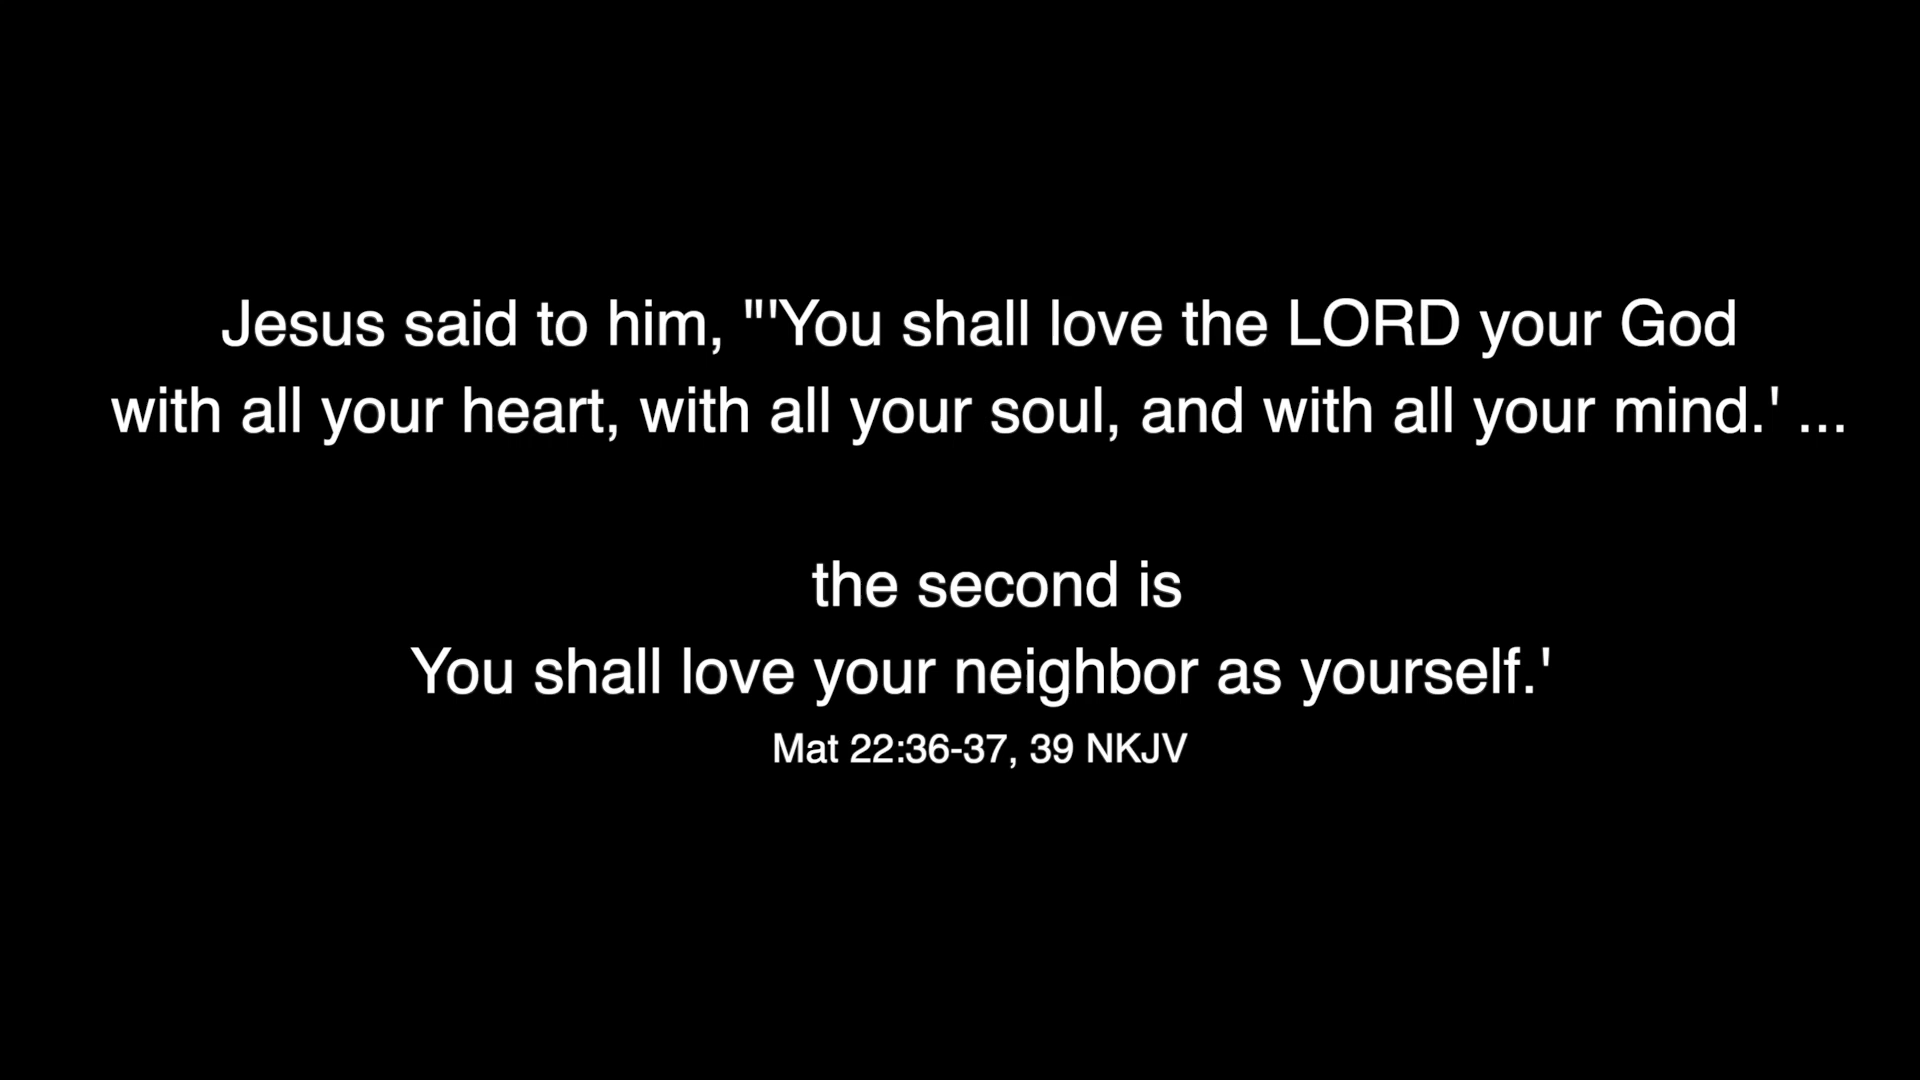 Jesus said to him, "'You shall love the LORD your God
with all your heart, with all your soul, and with all your mind.' ...
the second is
You shall love your neighbor as yourself.'
Mat 22:36-37, 39 NKJV